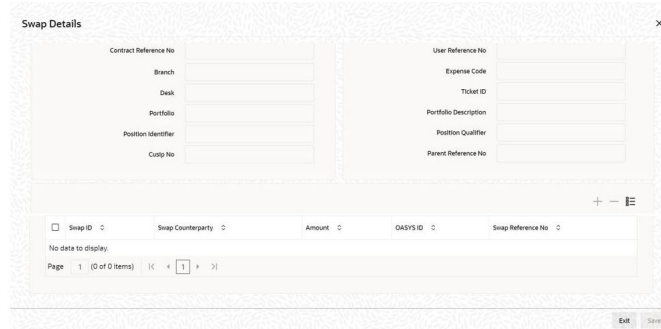 Swap Details
Contract Reference No
User Reference No
Branch
Expense Code
Desk
Ticket ID
Portfolio
Portfolio Description
Position Identifier
Position Qualifier
Cusip No
Parent Reference No
Swap ID Swap Counterparty Amount OASYS ID Swap Reference No
No data to display.
Page 1 (0 of 0 items) 1
Exit Save